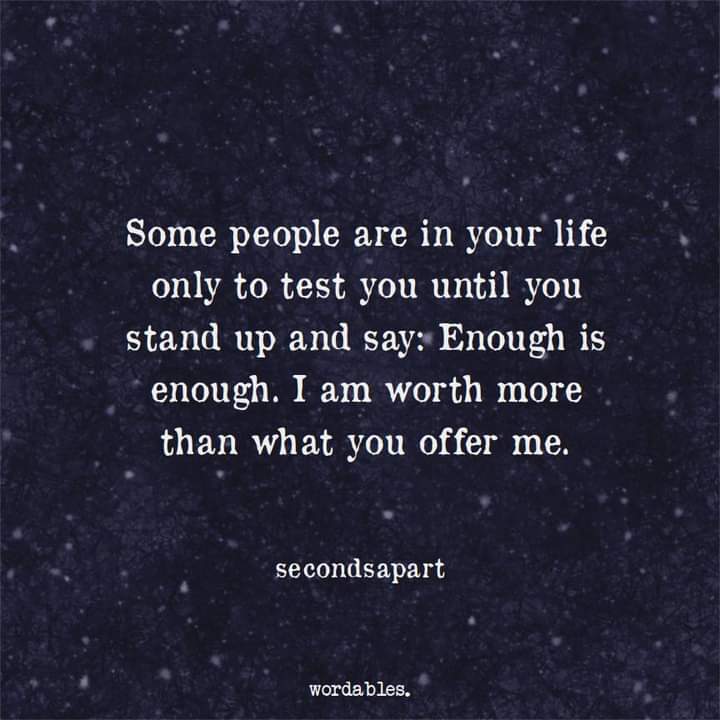 Some people are in your life
only to test you until you
stand up and say: Enough is
enough. I am worth more
than what you offer me.
secondsapart
wordables.